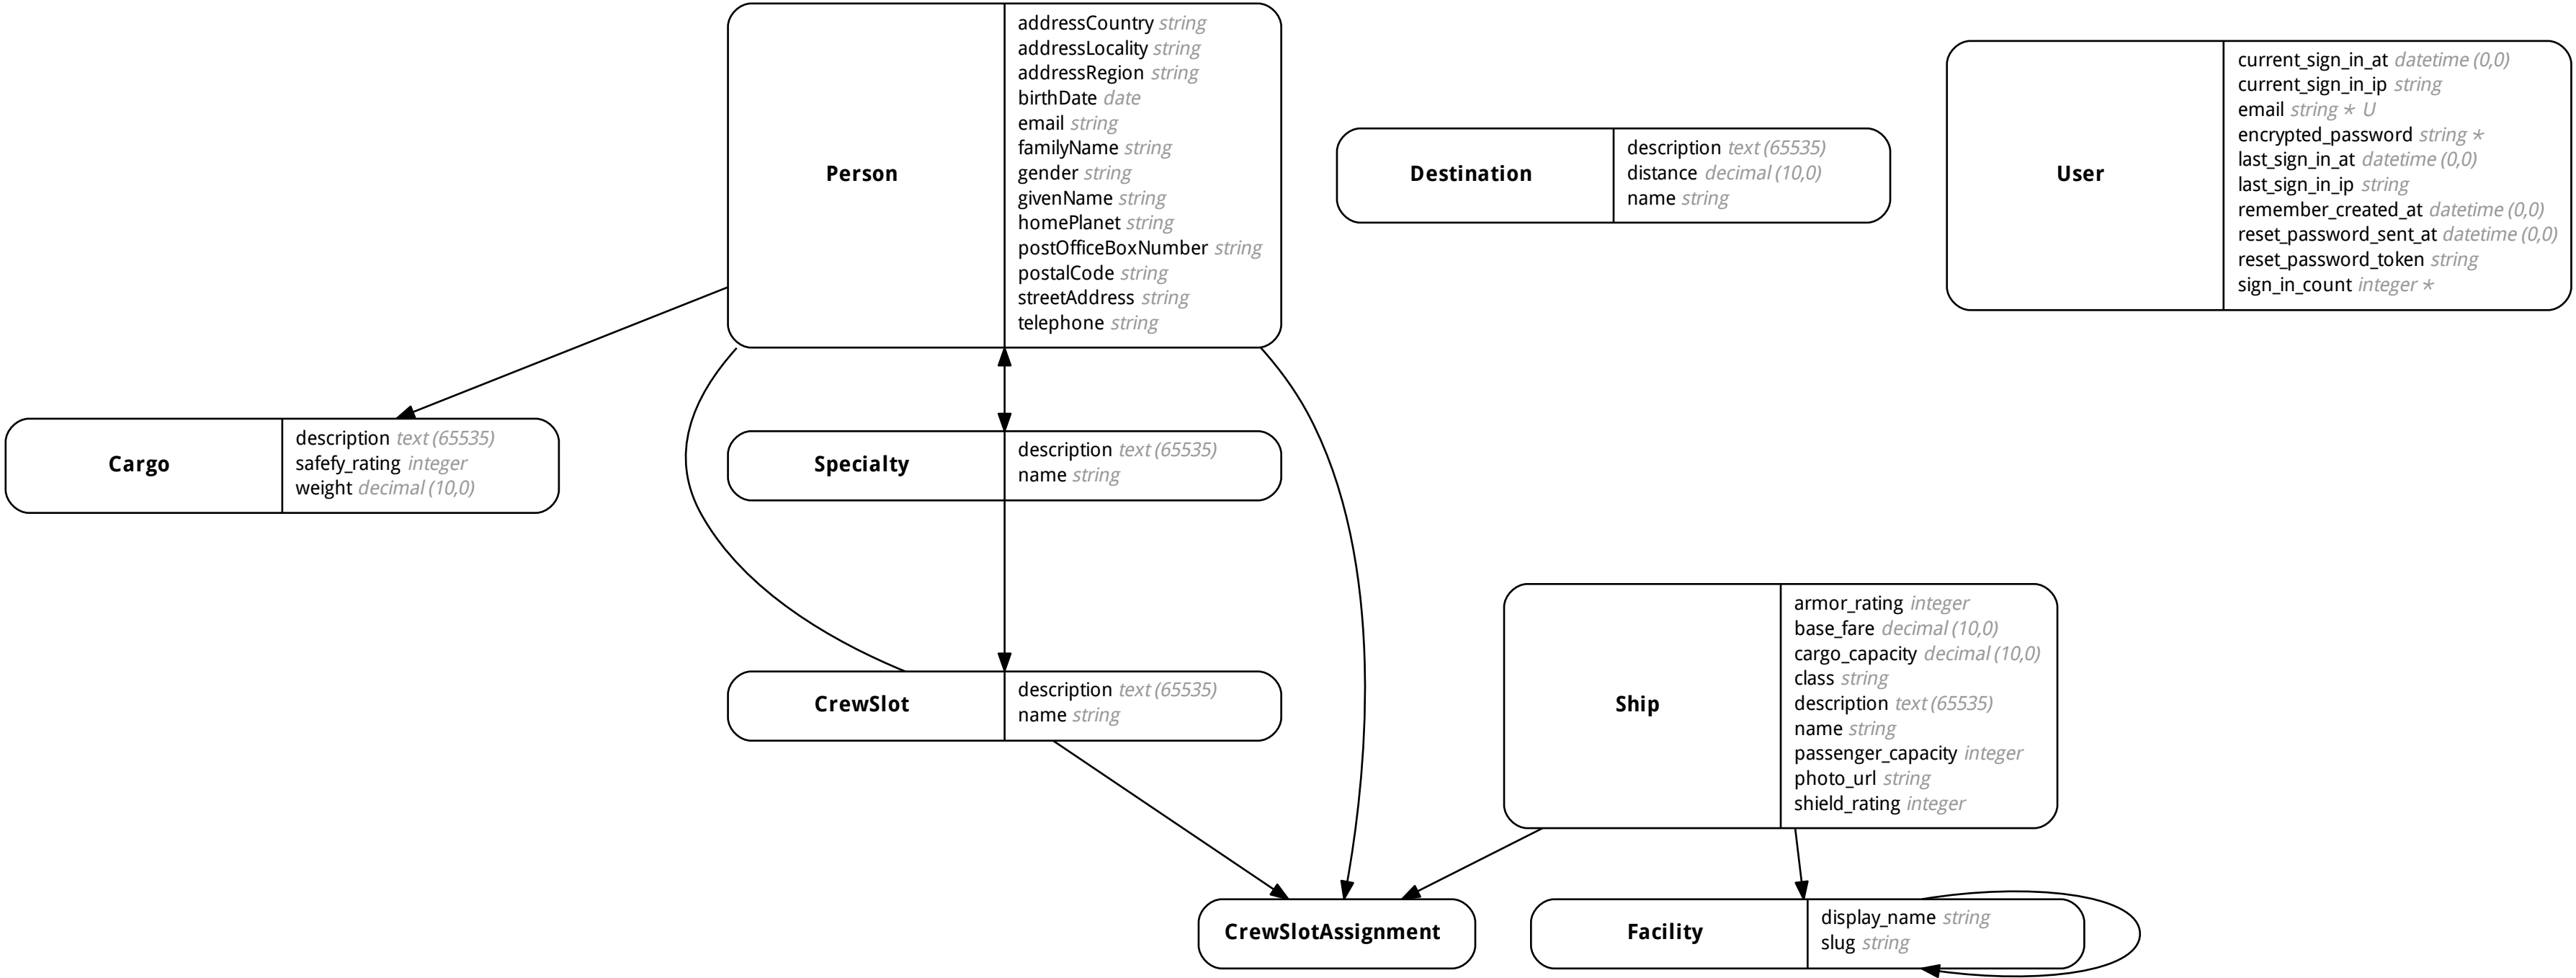 Person
addressCountry string
addressLocality string
addressRegion string
birthDate date
email string
familyName string
gender string
givenName string
homePlanet string
postOfficeBoxNumber string
postalCode string
streetAddress string
telephone string
Destination
description text (65535)
distance decimal (10,0)
name string
User
current_sign_in_at datetime (0,0)
current_sign_in_ip string
email string * U
encrypted_password string *
last_sign_in_at datetime (0,0)
last_sign_in_ip string
remember_created_at datetime (0,0)
reset_password_sent_at datetime (0,0)
reset_password_token string
sign_in_count integer *
Cargo
description text (65535)
safefy_rating integer
weight decimal (10,0)
Specialty
description text (65535)
name string
CrewSlot
description text (65535)
name string
Ship
armor_rating integer
base_fare decimal (10,0)
cargo_capacity decimal (10,0)
class string
description text (65535)
name string
passenger_capacity integer
photo_url string
shield_rating integer
CrewSlotAssignment
Facility
display_name string
slug string